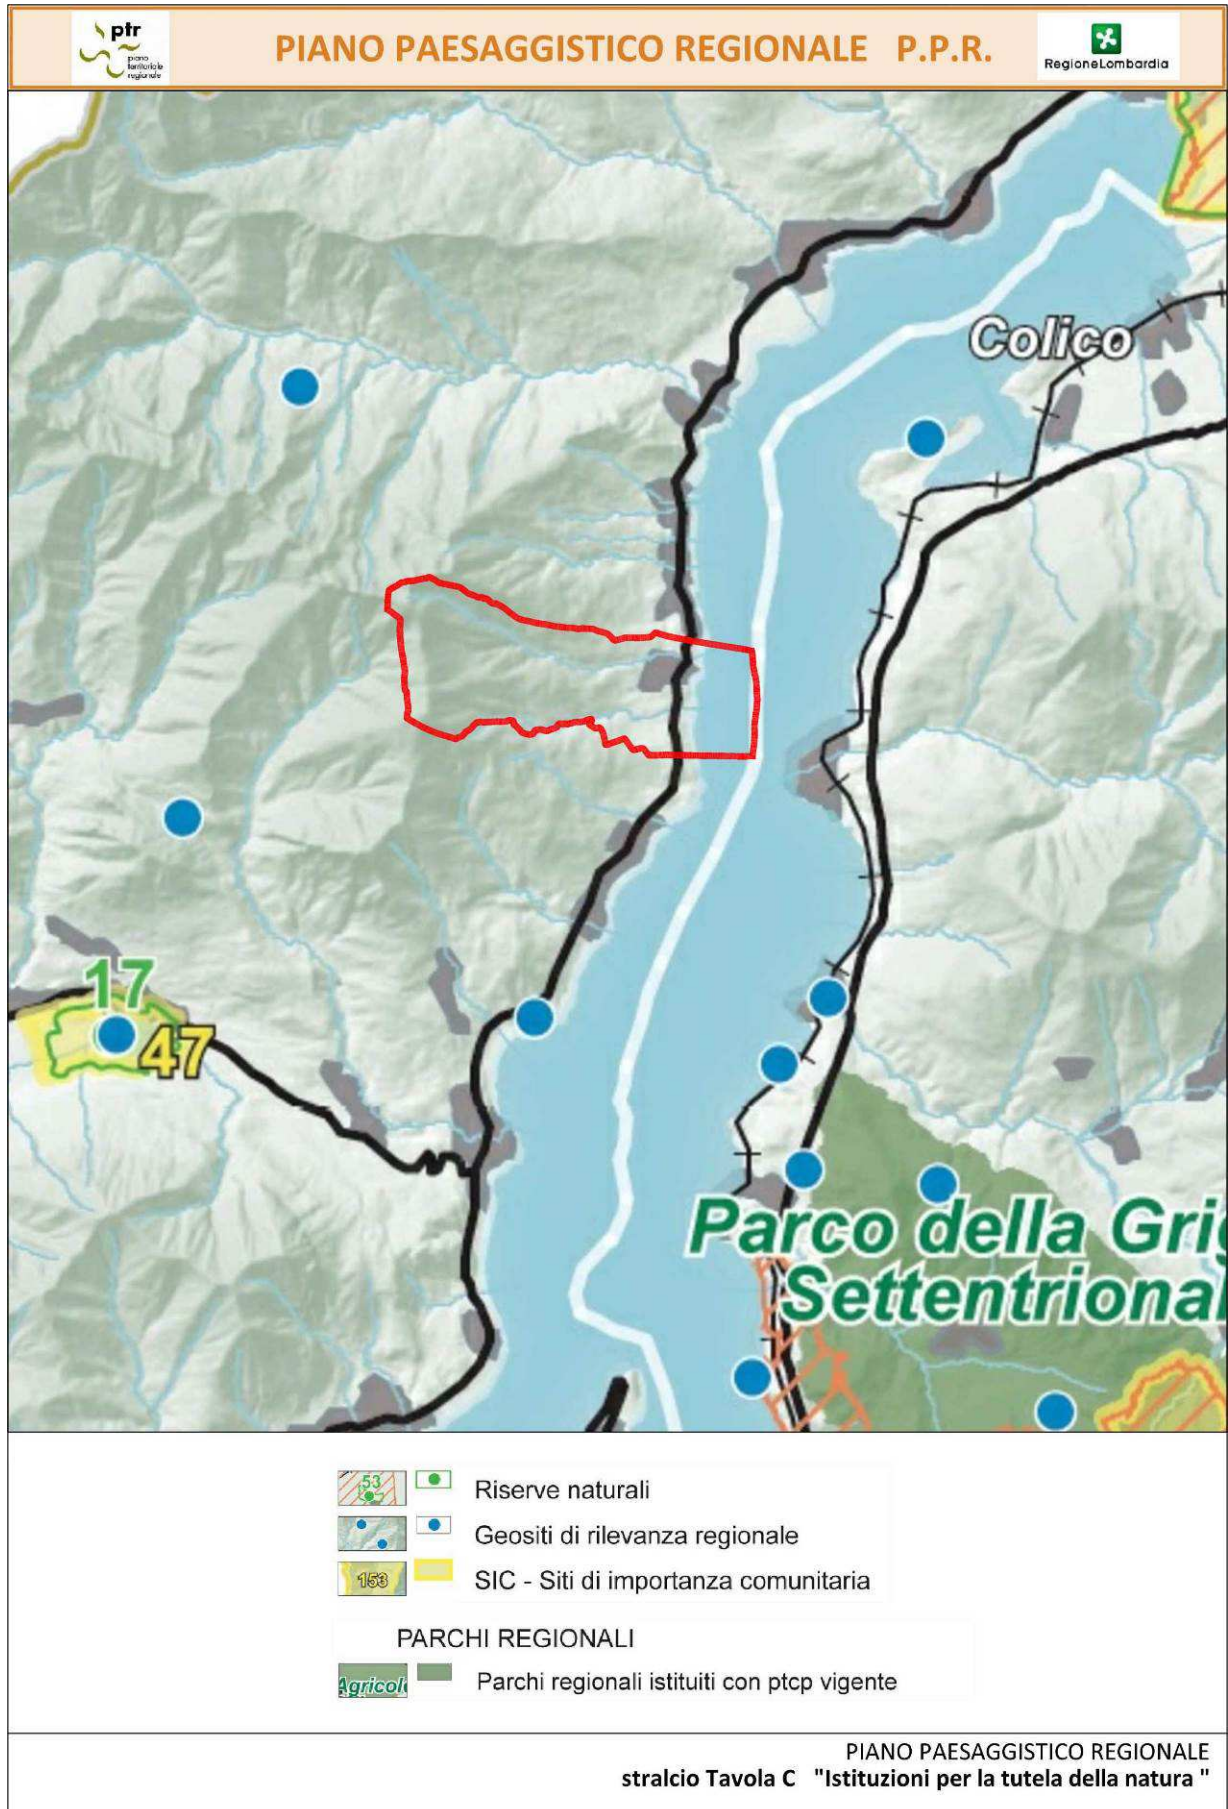 ptr
piano
territoriale
regionale
PIANO PAESAGGISTICO REGIONALE P.P.R.
RegioneLombardia
Colico
17
47
Parco della Grig
Settentrional
53
Riserve naturali
Geositi di rilevanza regionale
153
SIC - Siti di importanza comunitaria
PARCHI REGIONALI
Agricol
Parchi regionali istituiti con ptcp vigente
PIANO PAESAGGISTICO REGIONALE
stralcio Tavola C "Istituzioni per la tutela della natura "